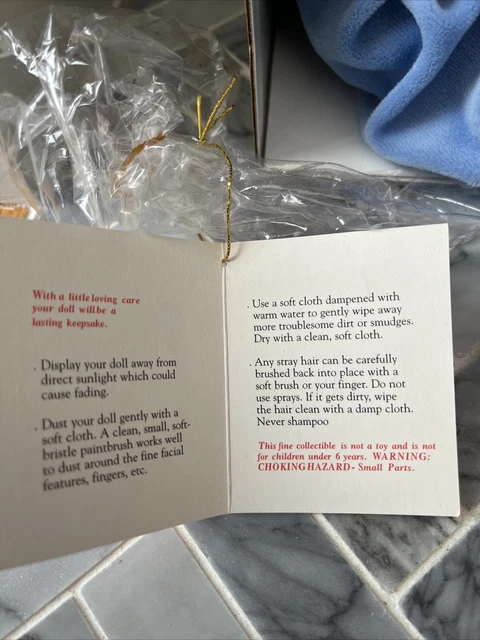 With a little loving care
your doll will be a
lasting keepsake.
. Display your doll away from
direct sunlight which could
cause fading.
. Dust your doll gently with a
soft cloth. A clean, small, soft-
bristle paintbrush works well
to dust around the fine facial
features, fingers, etc.
. Use a soft cloth dampened with
warm water to gently wipe away
more troublesome dirt or smudges.
Dry with a clean, soft cloth.
. Any stray hair can be carefully
brushed back into place with a
soft brush or your finger. Do not
use sprays. If it gets dirty, wipe
the hair clean with a damp cloth.
Never shampoo
This fine collectible is not a toy and is not
for children under 6 years. WARNING:
CHOKING HAZARD- Small Parts.